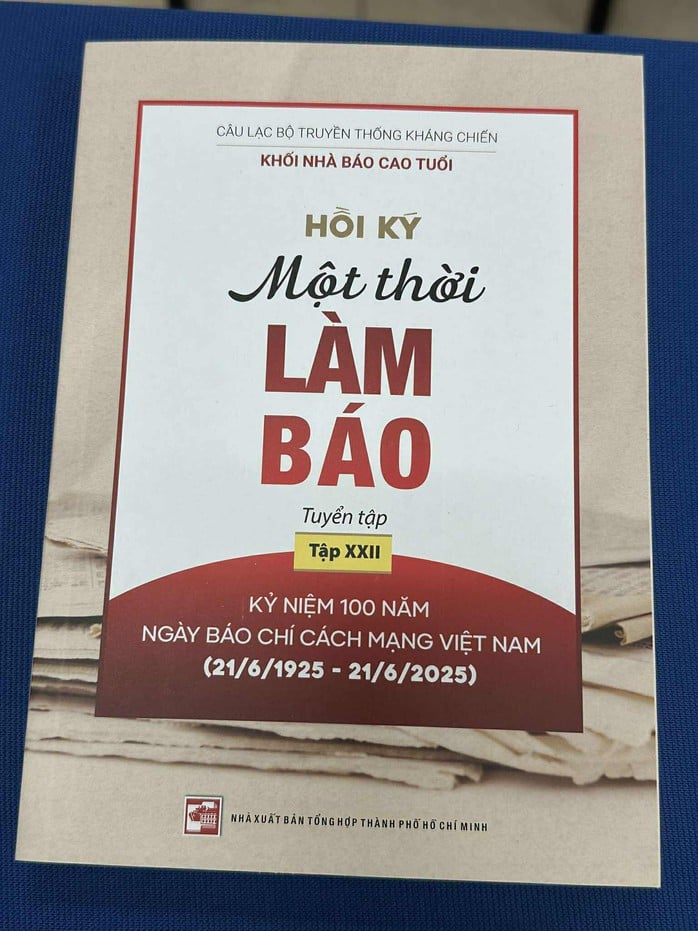 CÂU LẠC BỘ TRUYỀN THỐNG KHÁNG CHIẾN
KHỐI NHÀ BÁO CAO TUỔI
HỒI KÝ
Một thời
LÀM
BÁO
Tuyển tập
Tập XXII
KỶ NIỆM 100 NĂM
NGÀY BÁO CHÍ CÁCH MẠNG VIỆT NAM
(21/6/1925 - 21/6/2025)
NHÀ XUẤT BẢN TỔNG HỢP THÀNH PHỐ HỒ CHÍ MINH